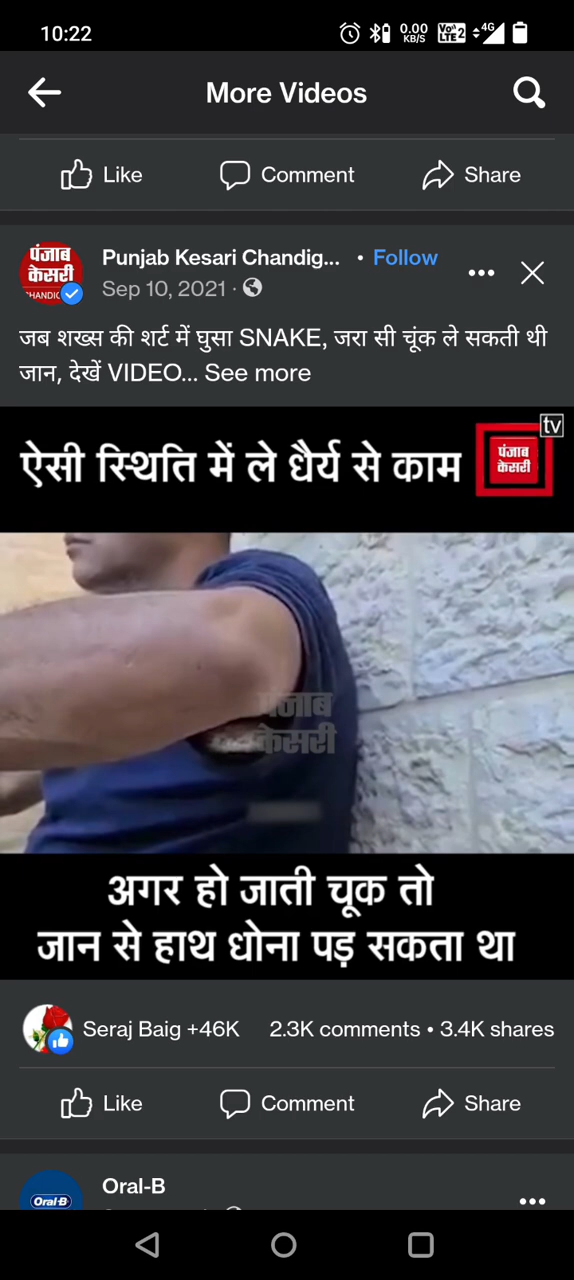 10:22
0.00
KB/S
Vo
LTE2
4G
More Videos
Like Comment Share
पंजाब
केसरी
Punjab Kesari Chandig... • Follow
Sep 10, 2021 ·
जब शख्स की शर्ट में घुसा SNAKE, जरा सी चूंक ले सकती थी
जान, देखें VIDEO... See more
ऐसी स्थिति में ले धैर्य से काम
tv
पंजाब
केसरी
पंजाब
केसरी
अगर हो जाती चूक तो
जान से हाथ धोना पड़ सकता था
Seraj Baig +46K 2.3K comments • 3.4K shares
Like Comment Share
Oral-B
Oral-B